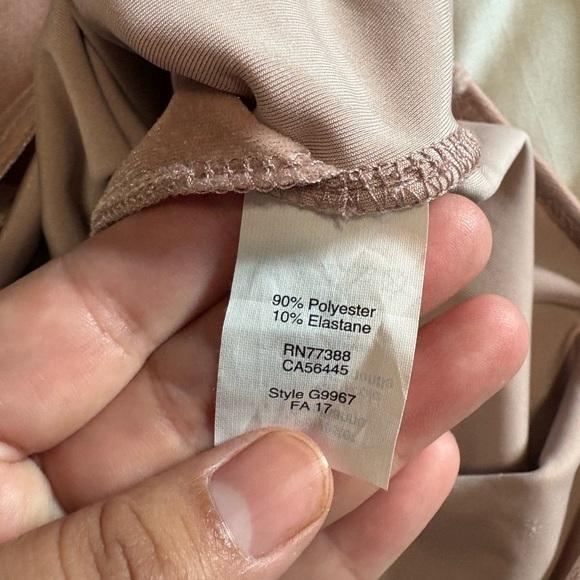 90% Polyester
10% Elastane
RN77388
CA56445
Style G9967
FA 17